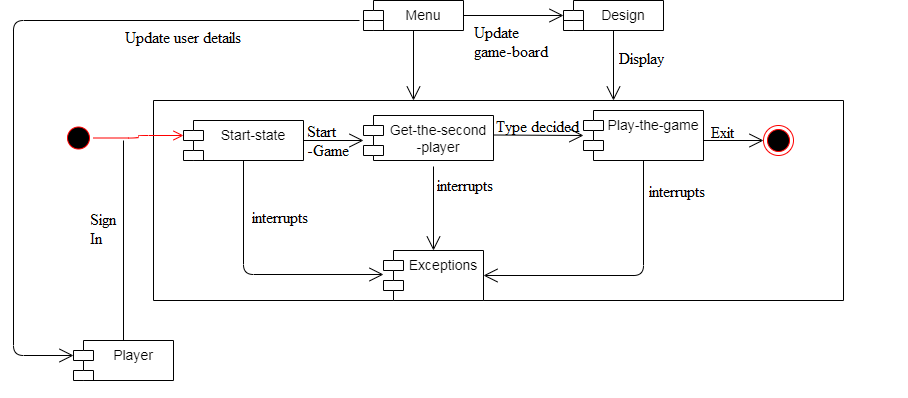 Menu
Design
Update user details
Update
game-board
Display
Start-state
Start
-Game
Get-the-second
-player
Type decided
Play-the-game
Exit
interrupts
interrupts
interrupts
Sign
In
Exceptions
Player